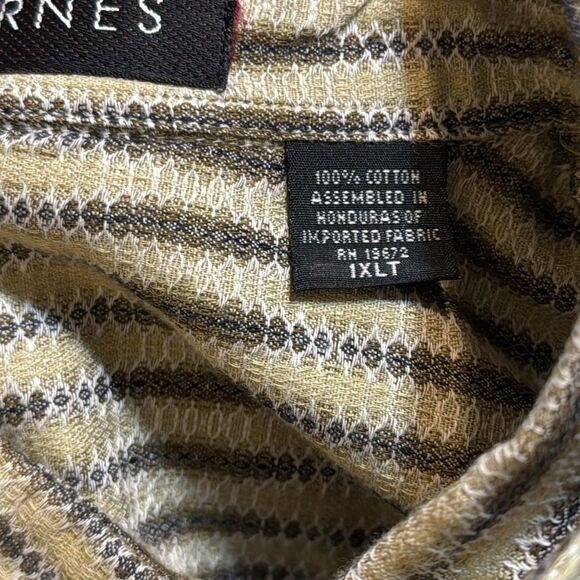 RNES
100% COTTON
ASSEMBLED IN
HONDURAS OF
IMPORTED FABRIC
RN 13672
1XLT